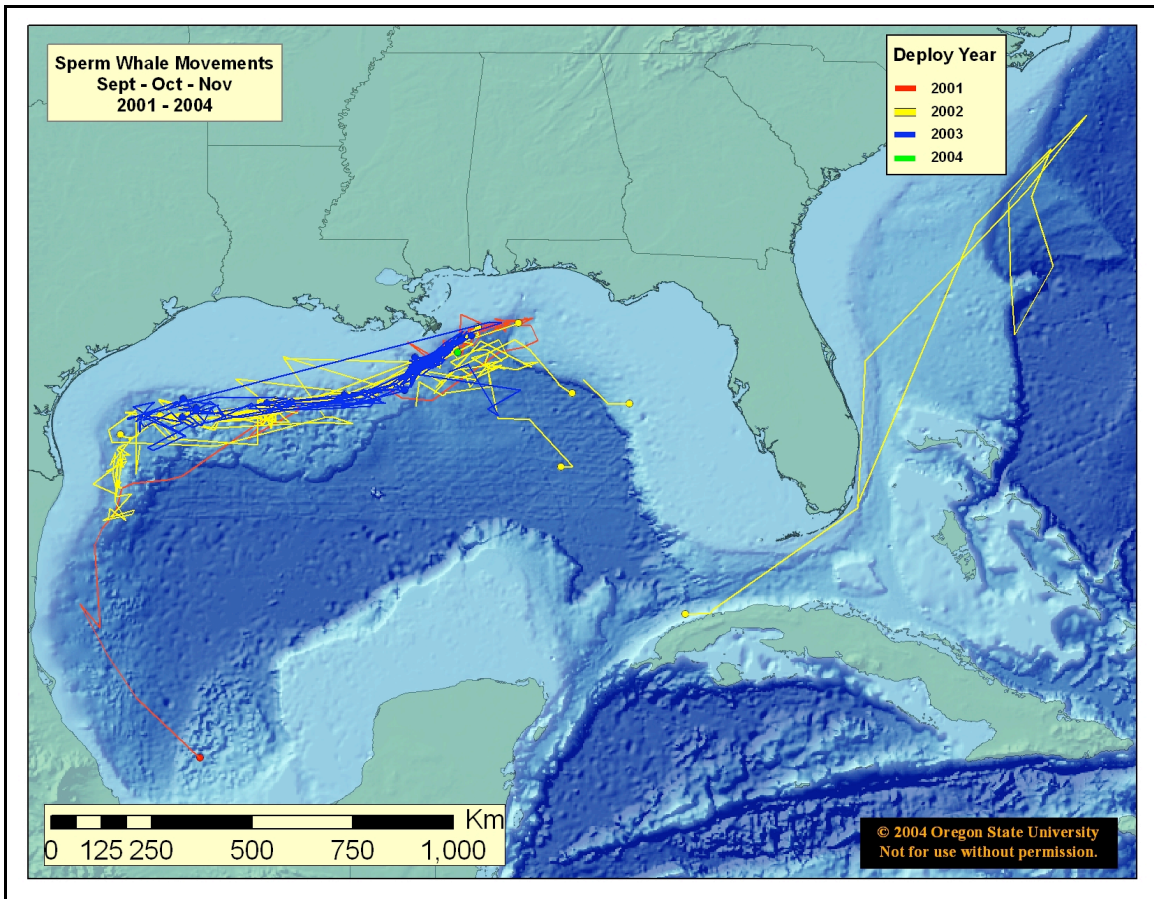 Sperm Whale Movements
Sept - Oct - Nov
2001 - 2004
Deploy Year
2001
2002
2003
2004
Km
0 125 250 500 750 1,000
© 2004 Oregon State University
Not for use without permission.